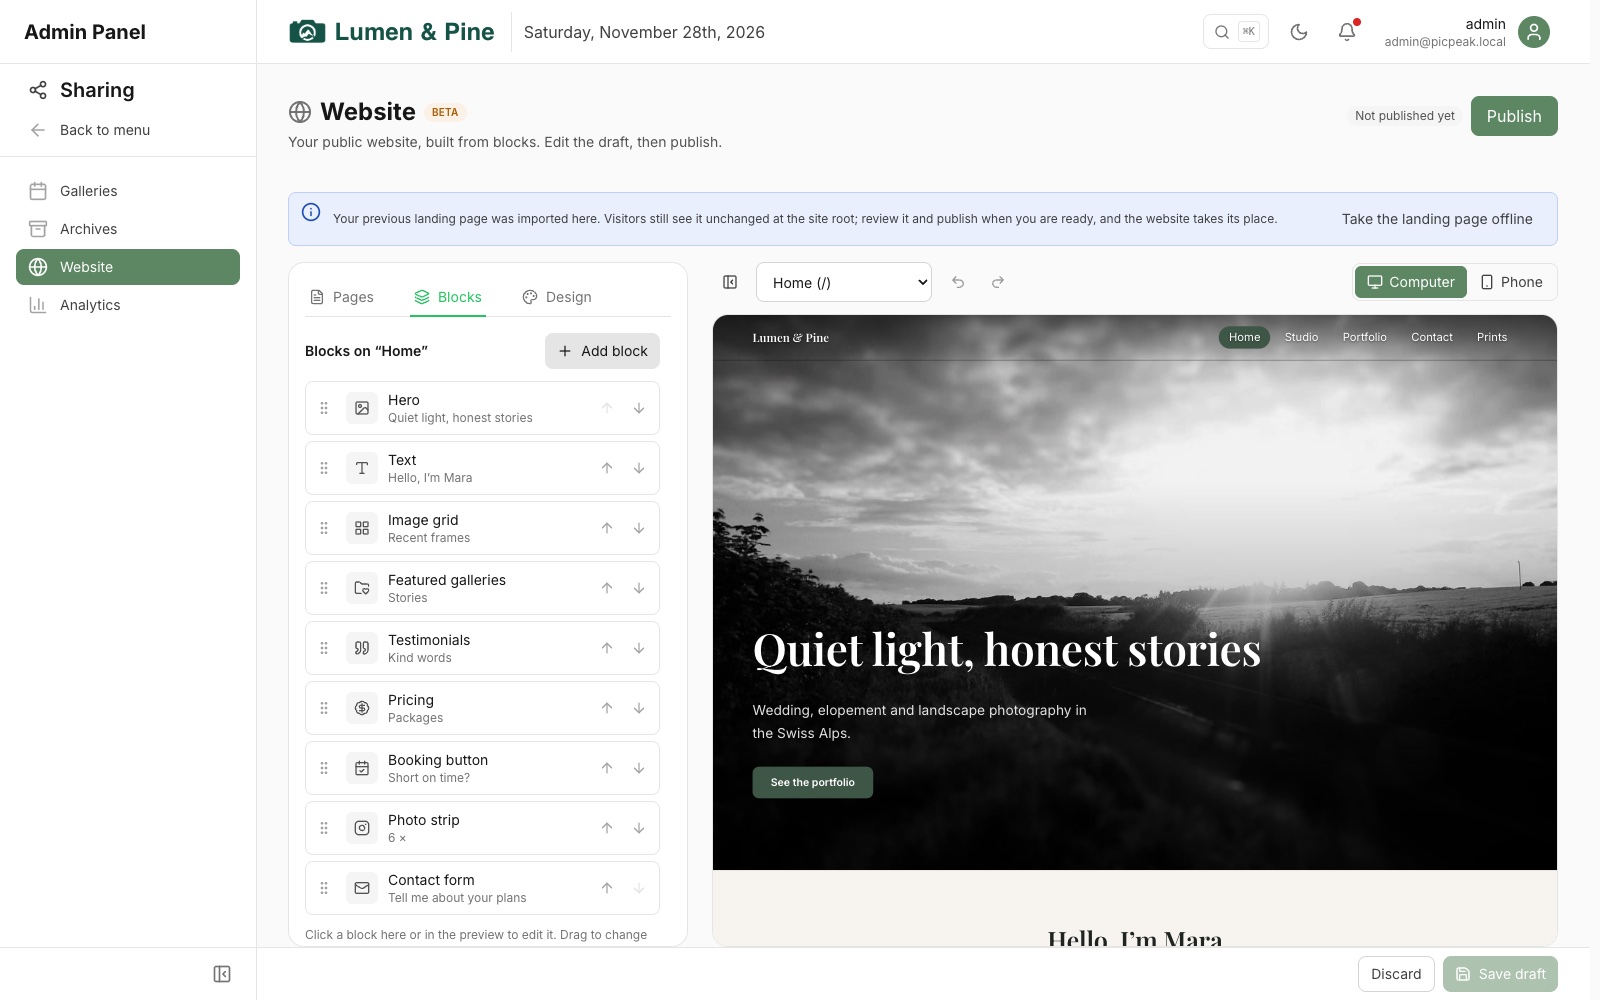 Admin Panel
Lumen & Pine
Saturday, November 28th, 2026
⌘K
admin
admin@picpeak.local
Sharing
Back to menu
Galleries
Archives
Website
Analytics
Website BETA
Your public website, built from blocks. Edit the draft, then publish.
Not published yet
Publish
Your previous landing page was imported here. Visitors still see it unchanged at the site root; review it and publish when you are ready, and the website takes its place.
Take the landing page offline
Pages
Blocks
Design
Blocks on “Home”
Add block
Hero
Quiet light, honest stories
Text
Hello, I’m Mara
Image grid
Recent frames
Featured galleries
Stories
Testimonials
Kind words
Pricing
Packages
Booking button
Short on time?
Photo strip
6 ×
Contact form
Tell me about your plans
Click a block here or in the preview to edit it. Drag to change
Home (/)
Computer
Phone
Lumen & Pine
Home
Studio
Portfolio
Contact
Prints
Quiet light, honest stories
Wedding, elopement and landscape photography in
the Swiss Alps.
See the portfolio
Hello, I’m Mara
Discard
Save draft